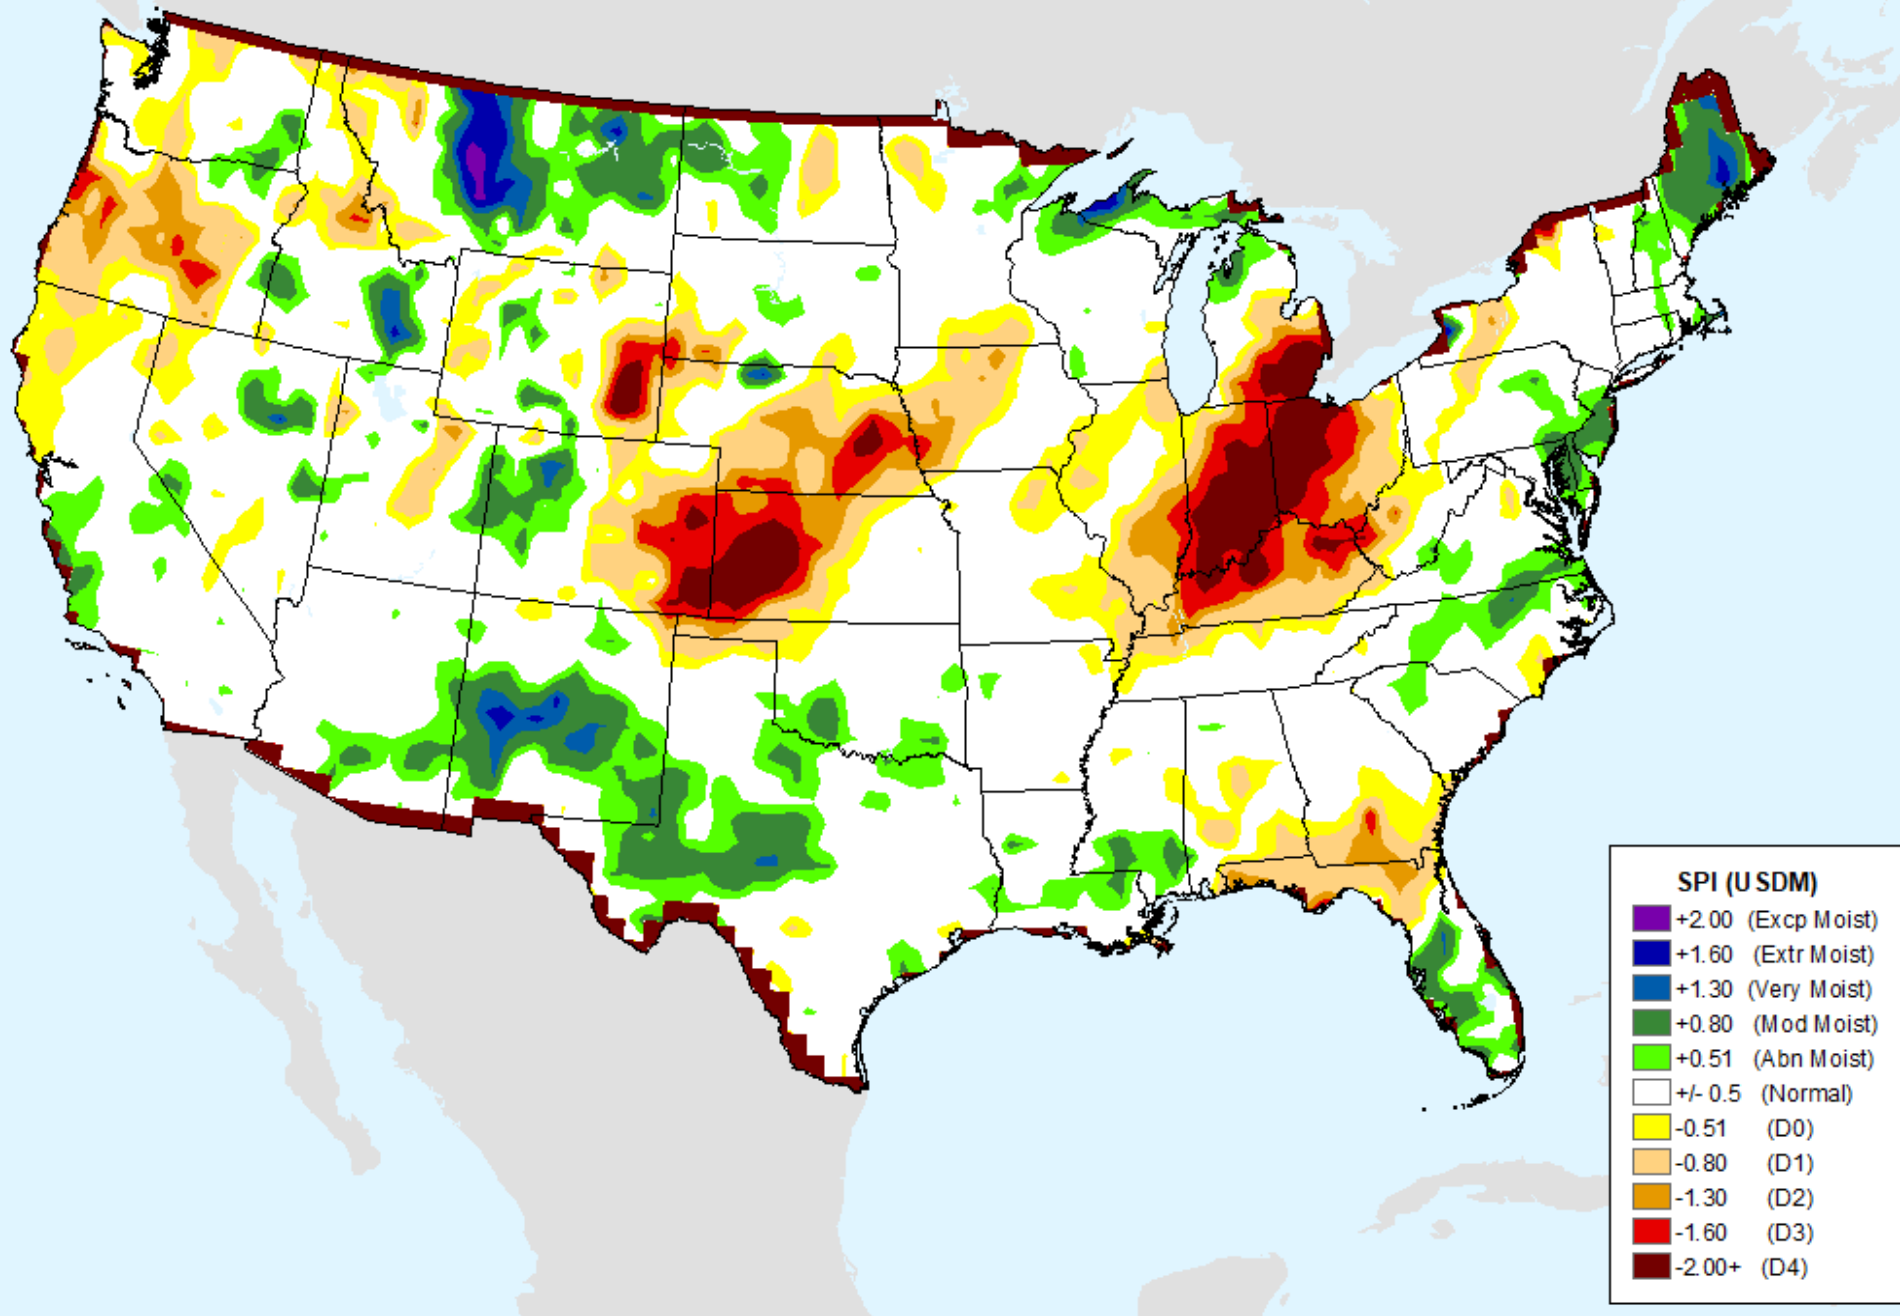 SPI (USDM)
+2.00 (Excp Moist)
+1.60 (Extr Moist)
+1.30 (Very Moist)
+0.80 (Mod Moist)
+0.51 (Abn Moist)
+/- 0.5 (Normal)
-0.51 (D0)
-0.80 (D1)
-1.30 (D2)
-1.60 (D3)
-2.00+ (D4)